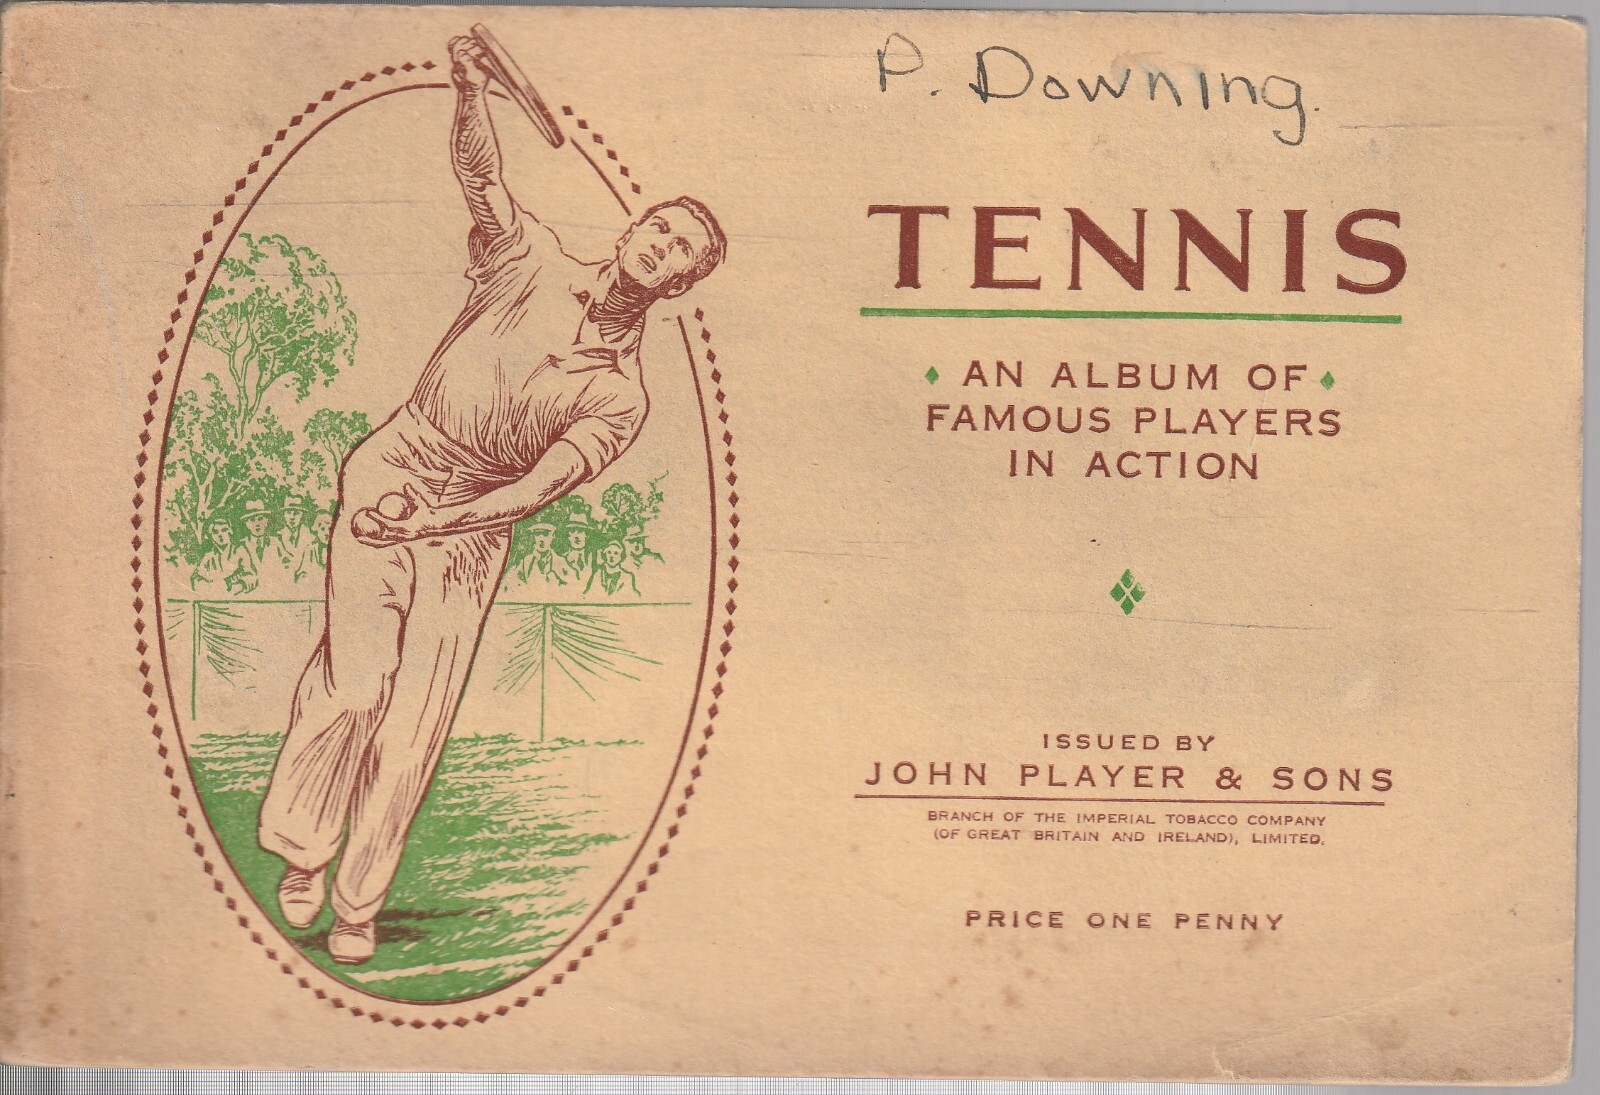 P. Downing.
TENNIS
AN ALBUM OF
FAMOUS PLAYERS
IN ACTION
ISSUED BY
JOHN PLAYER & SONS
BRANCH OF THE IMPERIAL TOBACCO COMPANY
(OF GREAT BRITAIN AND IRELAND), LIMITED.
PRICE ONE PENNY